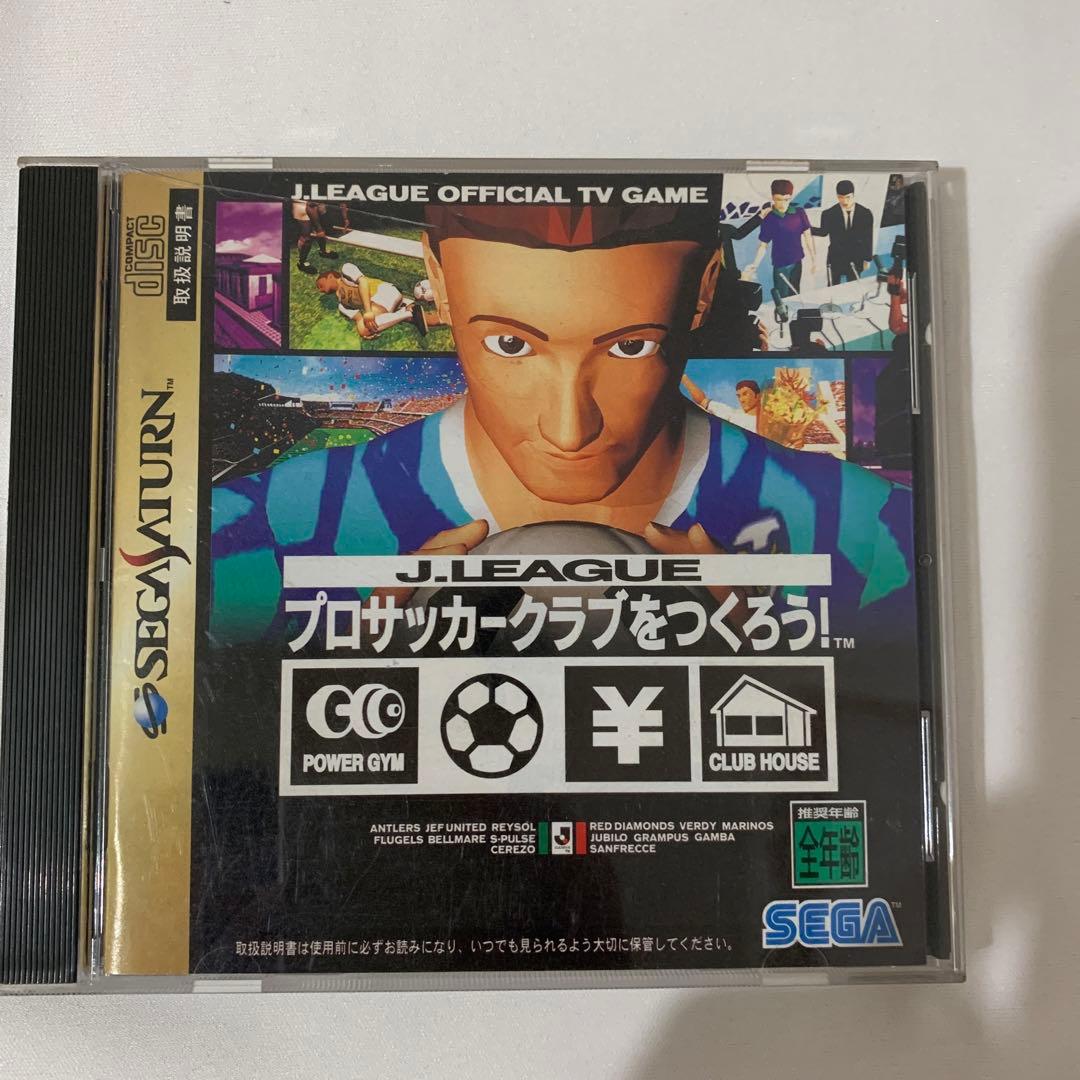 J.LEAGUE OFFICIAL TV GAME
COMPACT
disc
取扱説明書
SEGA SATURN™
J.LEAGUE
プロサッカークラブをつくろう!™
POWER GYM
¥
CLUB HOUSE
ANTLERS JEFUNITED REYSOL
FLUGELS BELLMARE S-PULSE
CEREZO
J
RED DIAMONDS VERDY MARINOS
JUBILO GRAMPUS GAMBA
SANFRECCE
推奨年齢
全年齢
SEGA™
取扱説明書は使用前に必ずお読みになり、いつでも見られるよう大切に保管してください。